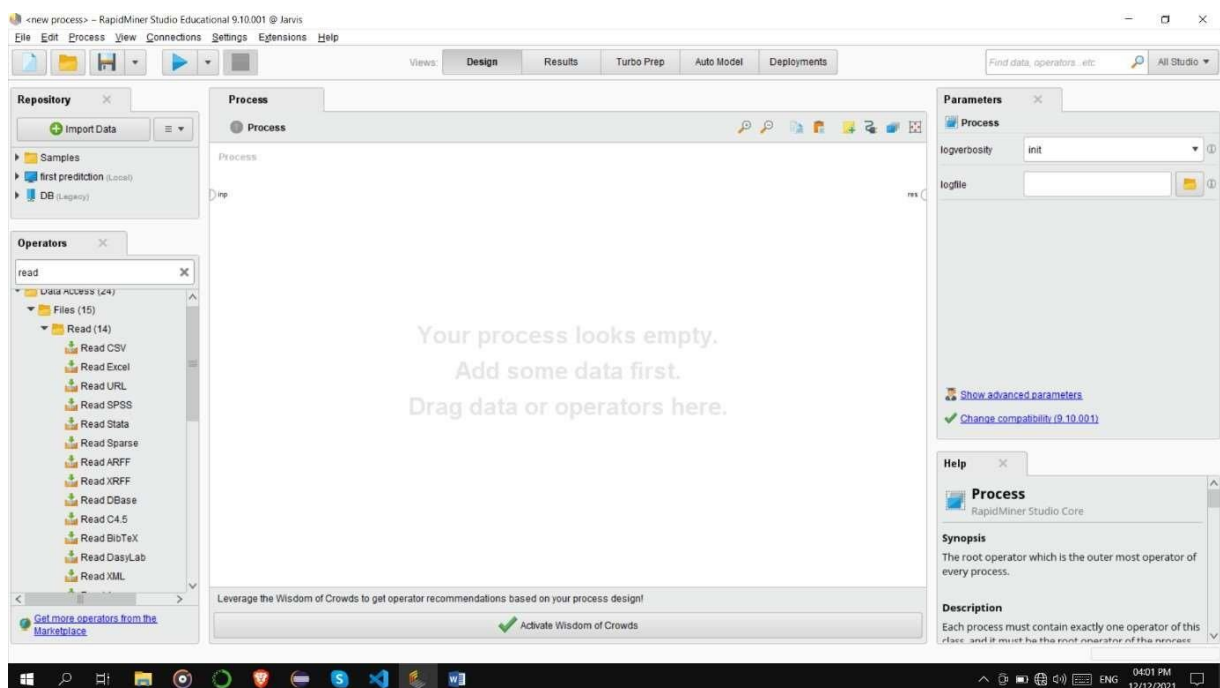 <new process> – RapidMiner Studio Educational 9.10.001 @ Jarvis
File Edit Process View Connections Settings Extensions Help
Views: Design Results Turbo Prep Auto Model Deployments
Find data, operators...etc All Studio
Repository
Import Data
Samples
first preditction (Local)
DB (Legacy)
Operators
read
Data Access (24)
Files (15)
Read (14)
Read CSV
Read Excel
Read URL
Read SPSS
Read Stata
Read Sparse
Read ARFF
Read XRFF
Read DBase
Read C4.5
Read BibTeX
Read DasyLab
Read XML
Get more operators from the
Marketplace
Process
Process
Process
inp
res
Your process looks empty.
Add some data first.
Drag data or operators here.
Leverage the Wisdom of Crowds to get operator recommendations based on your process design!
Activate Wisdom of Crowds
Parameters
Process
logverbosity init
logfile
Show advanced parameters
Change compatibility (9.10.001)
Help
Process
RapidMiner Studio Core
Synopsis
The root operator which is the outer most operator of
every process.
Description
Each process must contain exactly one operator of this
class, and it must be the root operator of the process.
ENG
04:01 PM
12/12/2021